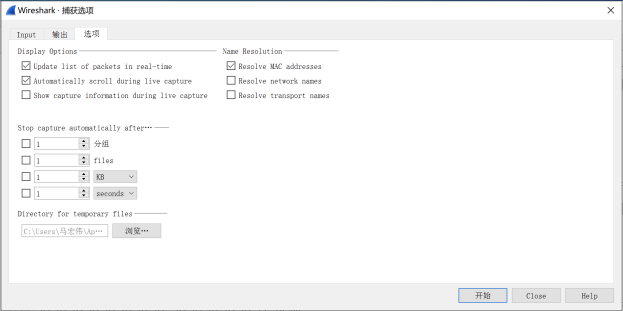 Wireshark · 捕获选项
Input 输出 选项
Display Options Name Resolution
Update list of packets in real-time Resolve MAC addresses
Automatically scroll during live capture Resolve network names
Show capture information during live capture Resolve transport names
Stop capture automatically after…
1 分组
1 files
1 KB
1 seconds
Directory for temporary files
C:\Users\马宏伟\Ap… 浏览…
开始 Close Help